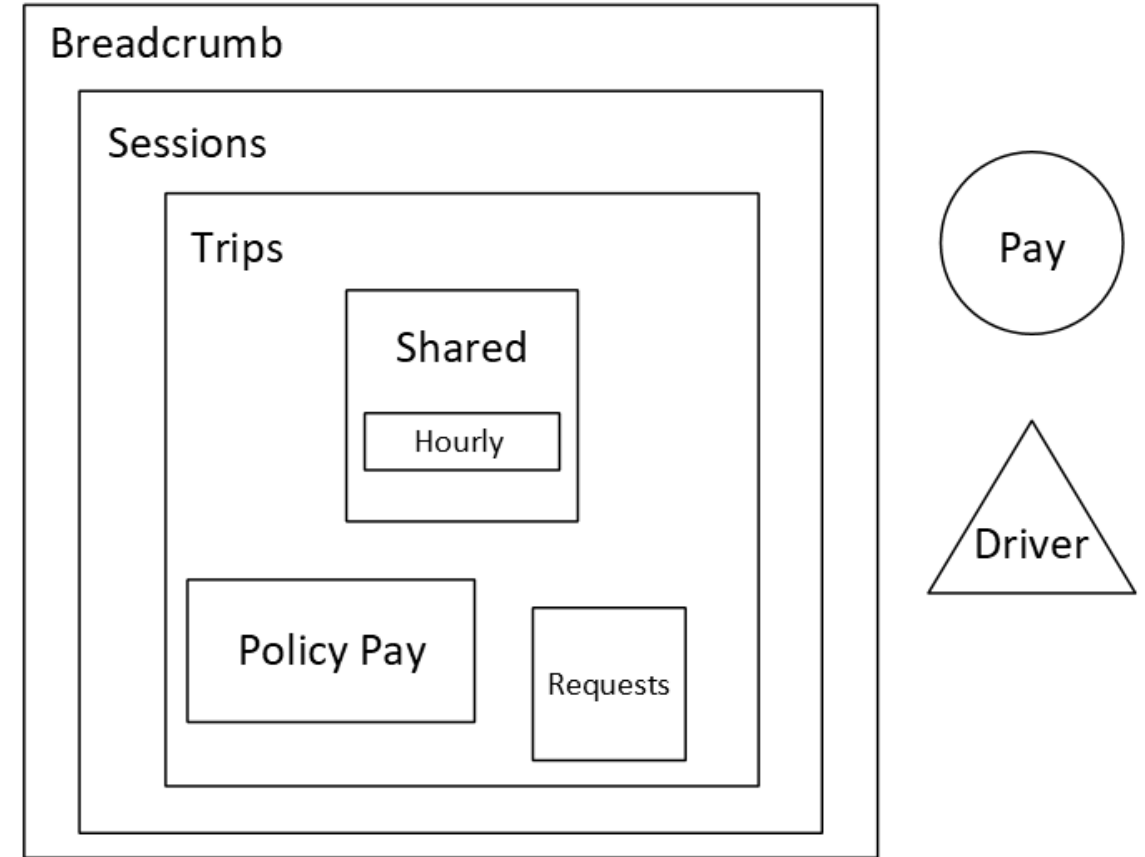 Breadcrumb
Sessions
Trips
Shared
Hourly
Policy Pay
Requests
Pay
Driver